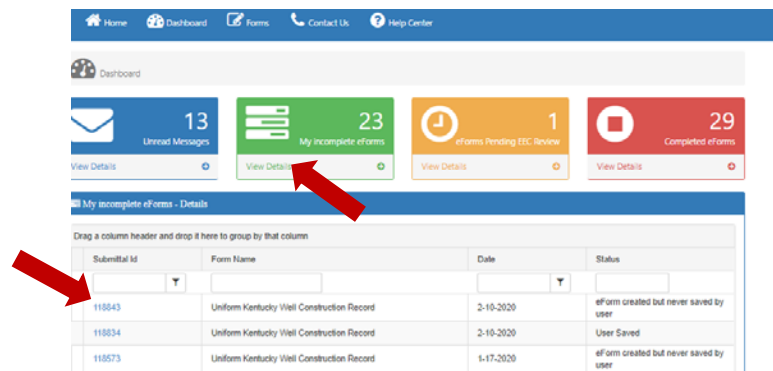 Home Dashboard Forms Contact Us Help Center
Dashboard
13
Unread Messages
View Details
23
My incomplete eForms
View Details
1
eForms Pending EEC Review
View Details
29
Completed eForms
View Details
My incomplete eForms - Details
Drag a column header and drop it here to group by that column
Submittal Id Form Name Date Status
118843 Uniform Kentucky Well Construction Record 2-10-2020 eForm created but never saved by
user
118834 Uniform Kentucky Well Construction Record 2-10-2020 User Saved
118573 Uniform Kentucky Well Construction Record 1-17-2020 eForm created but never saved by
user